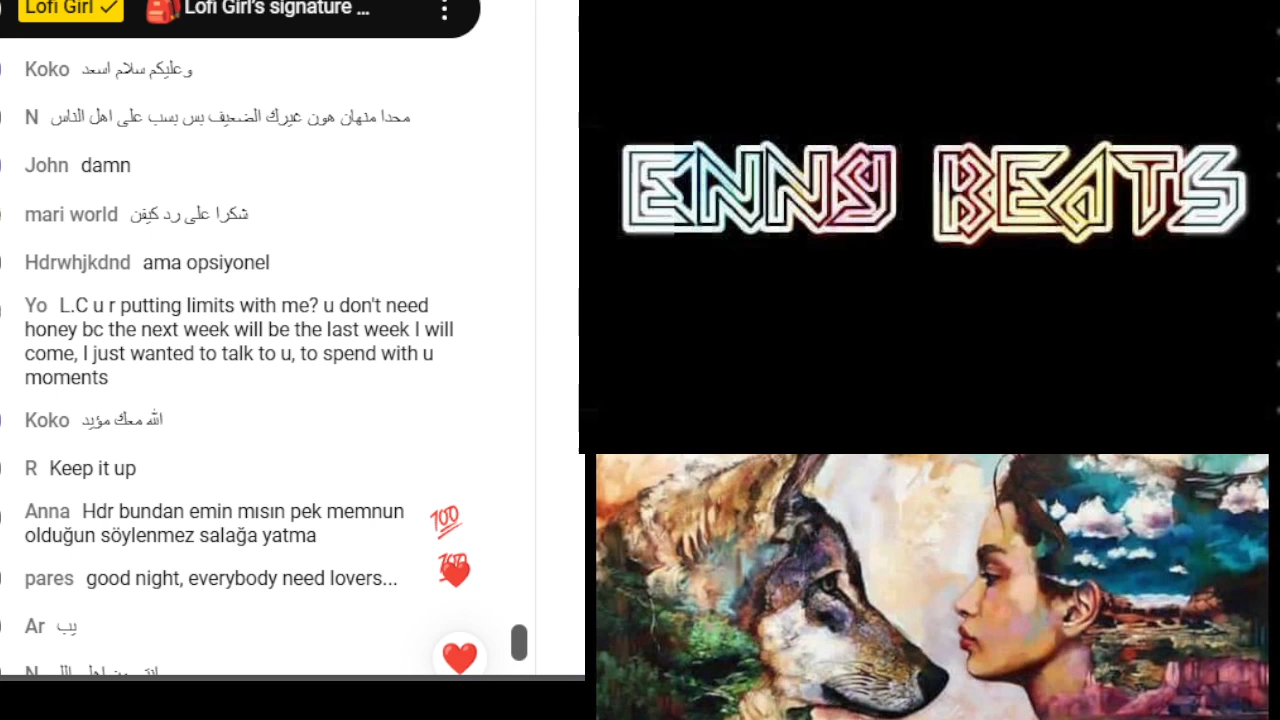 Lofi Girl Lofi Girl's signature ...
Koko وعليكم سلام اسعد
N محدا منهان هون غيرك الضعيف بس بسب على اهل الناس
John damn
mari world شكرا على رد كيفن
Hdrwhjkdnd ama opsiyonel
Yo L.C u r putting limits with me? u don't need
honey bc the next week will be the last week I will
come, I just wanted to talk to u, to spend with u
moments
Koko الله معك مؤيد
R Keep it up
Anna Hdr bundan emin mısın pek memnun
olduğun söylenmez salağa yatma
pares good night, everybody need lovers...
Ar يب
N
100
ENNY BEATS